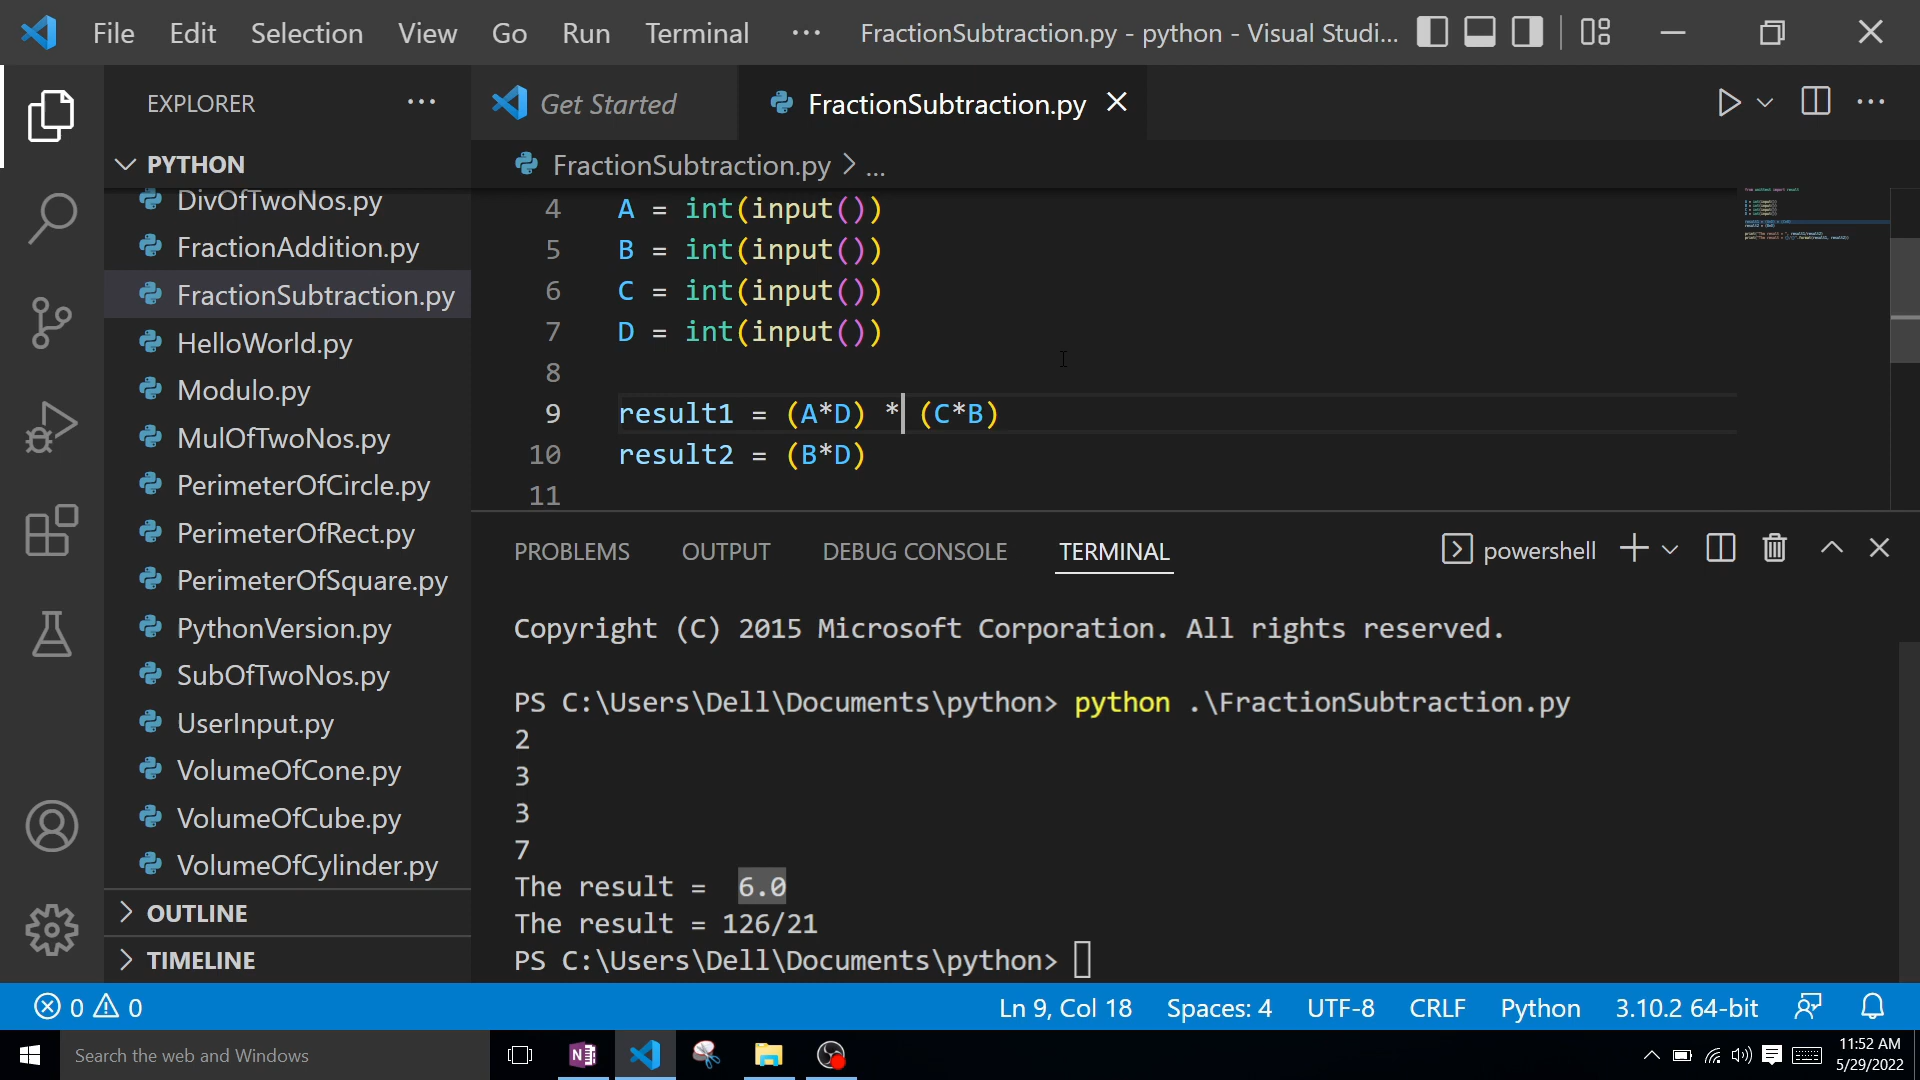 File Edit Selection View Go Run Terminal ··· FractionSubtraction.py - python - Visual Studi...
EXPLORER ···
Get Started FractionSubtraction.py
PYTHON
FractionSubtraction.py > ...
DivOfTwoNos.py
FractionAddition.py
FractionSubtraction.py
HelloWorld.py
Modulo.py
MulOfTwoNos.py
PerimeterOfCircle.py
PerimeterOfRect.py
PerimeterOfSquare.py
PythonVersion.py
SubOfTwoNos.py
UserInput.py
VolumeOfCone.py
VolumeOfCube.py
VolumeOfCylinder.py
OUTLINE
TIMELINE
4 A = int(input())
5 B = int(input())
6 C = int(input())
7 D = int(input())
8
9 result1 = (A*D) * (C*B)
10 result2 = (B*D)
11
PROBLEMS OUTPUT DEBUG CONSOLE TERMINAL powershell
Copyright (C) 2015 Microsoft Corporation. All rights reserved.
PS C:\Users\Dell\Documents\python> python .\FractionSubtraction.py
2
3
3
7
The result =  6.0
The result = 126/21
PS C:\Users\Dell\Documents\python>
0 0 Ln 9, Col 18 Spaces: 4 UTF-8 CRLF Python 3.10.2 64-bit
Search the web and Windows
11:52 AM
5/29/2022